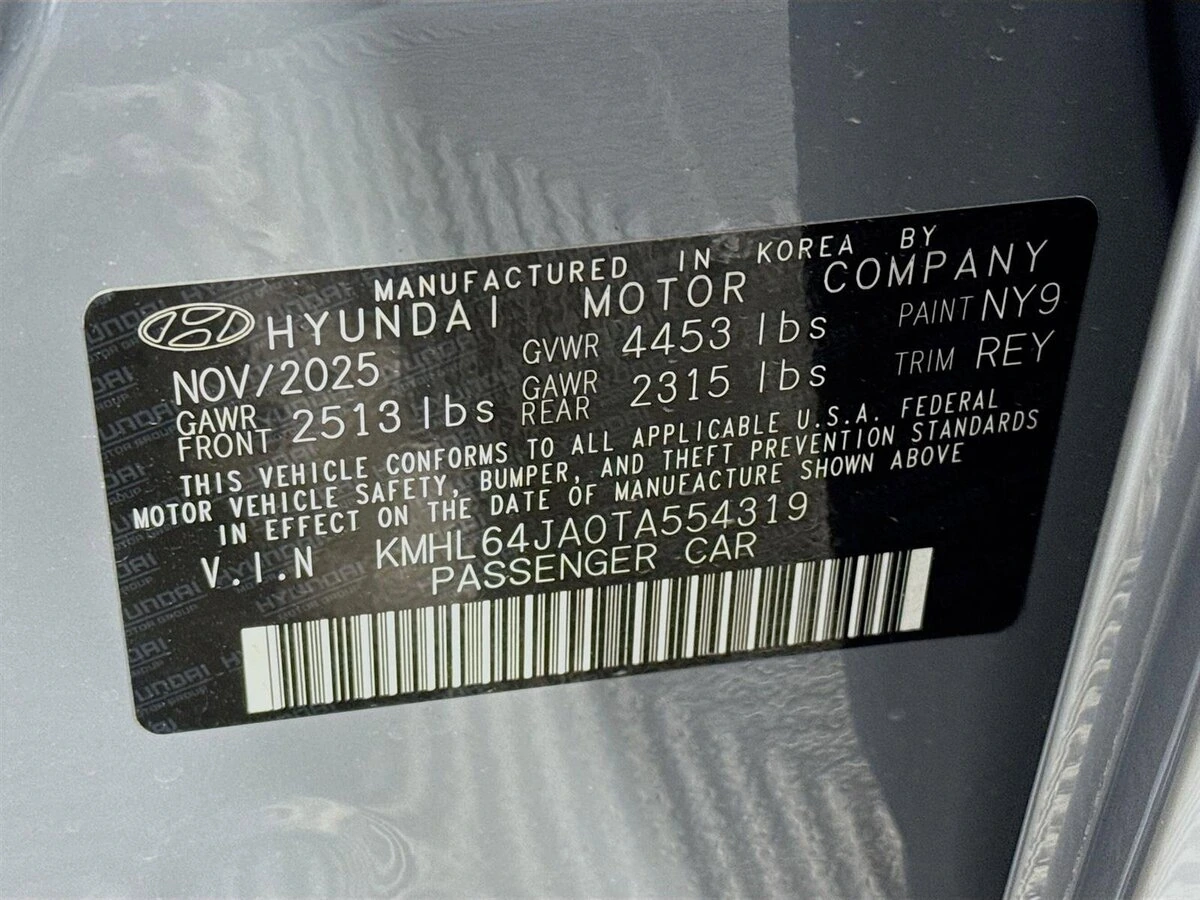 MANUFACTURED IN KOREA BY
HYUNDAI MOTOR COMPANY
NOV/2025 GVWR 4453 lbs PAINT NY9
GAWR FRONT 2513 lbs GAWR REAR 2315 lbs TRIM REY
THIS VEHICLE CONFORMS TO ALL APPLICABLE U.S.A. FEDERAL
MOTOR VEHICLE SAFETY, BUMPER, AND THEFT PREVENTION STANDARDS
IN EFFECT ON THE DATE OF MANUFACTURE SHOWN ABOVE
V.I.N KMHL64JA0TA554319
PASSENGER CAR